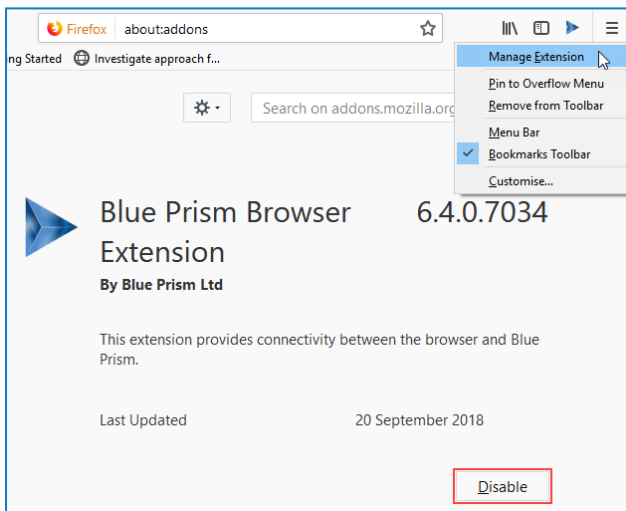 Firefox about:addons
ng Started Investigate approach f...
Manage Extension
Pin to Overflow Menu
Remove from Toolbar
Menu Bar
Bookmarks Toolbar
Customise...
Search on addons.mozilla.org
Blue Prism Browser 6.4.0.7034
Extension
By Blue Prism Ltd
This extension provides connectivity between the browser and Blue
Prism.
Last Updated 20 September 2018
Disable